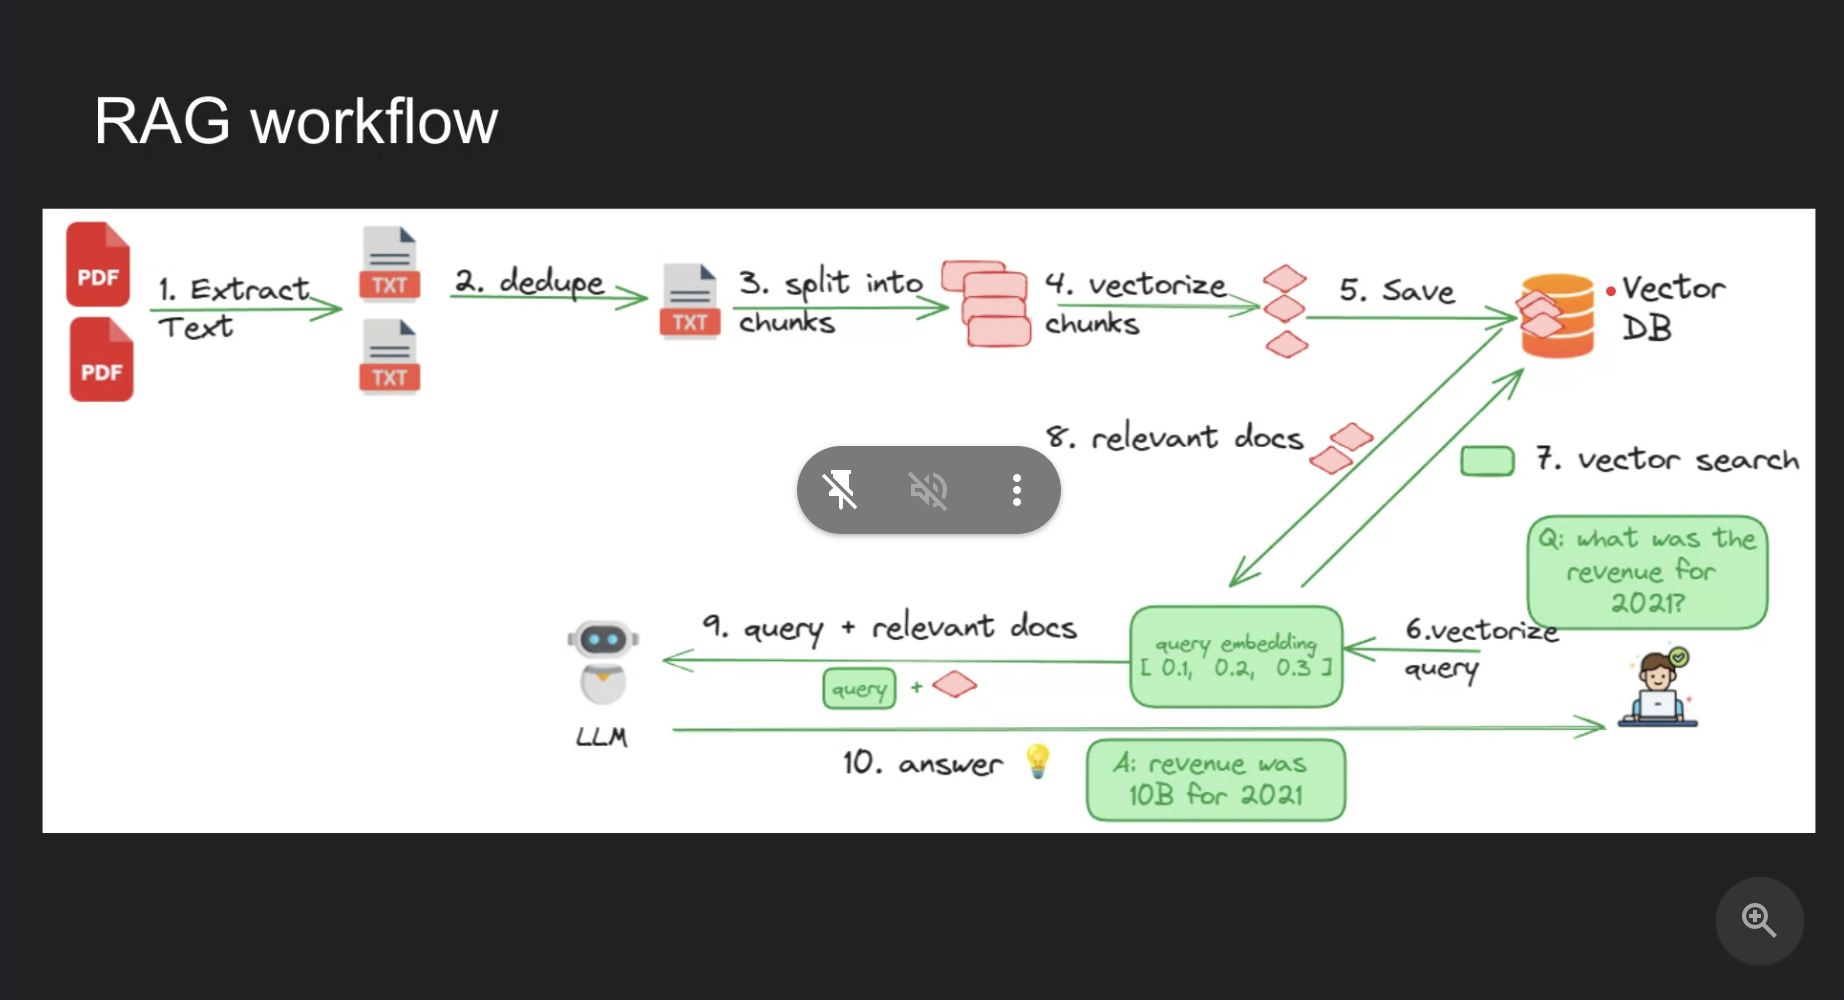 RAG workflow
PDF
PDF
1. Extract
Text
TXT
TXT
2. dedupe
TXT
3. split into
chunks
4. vectorize
chunks
5. Save
Vector
DB
8. relevant docs
7. vector search
Q: what was the
revenue for
2021?
6.vectorize
query
query embedding
[ 0.1, 0.2, 0.3 ]
9. query + relevant docs
query +
LLM
10. answer
A: revenue was
10B for 2021